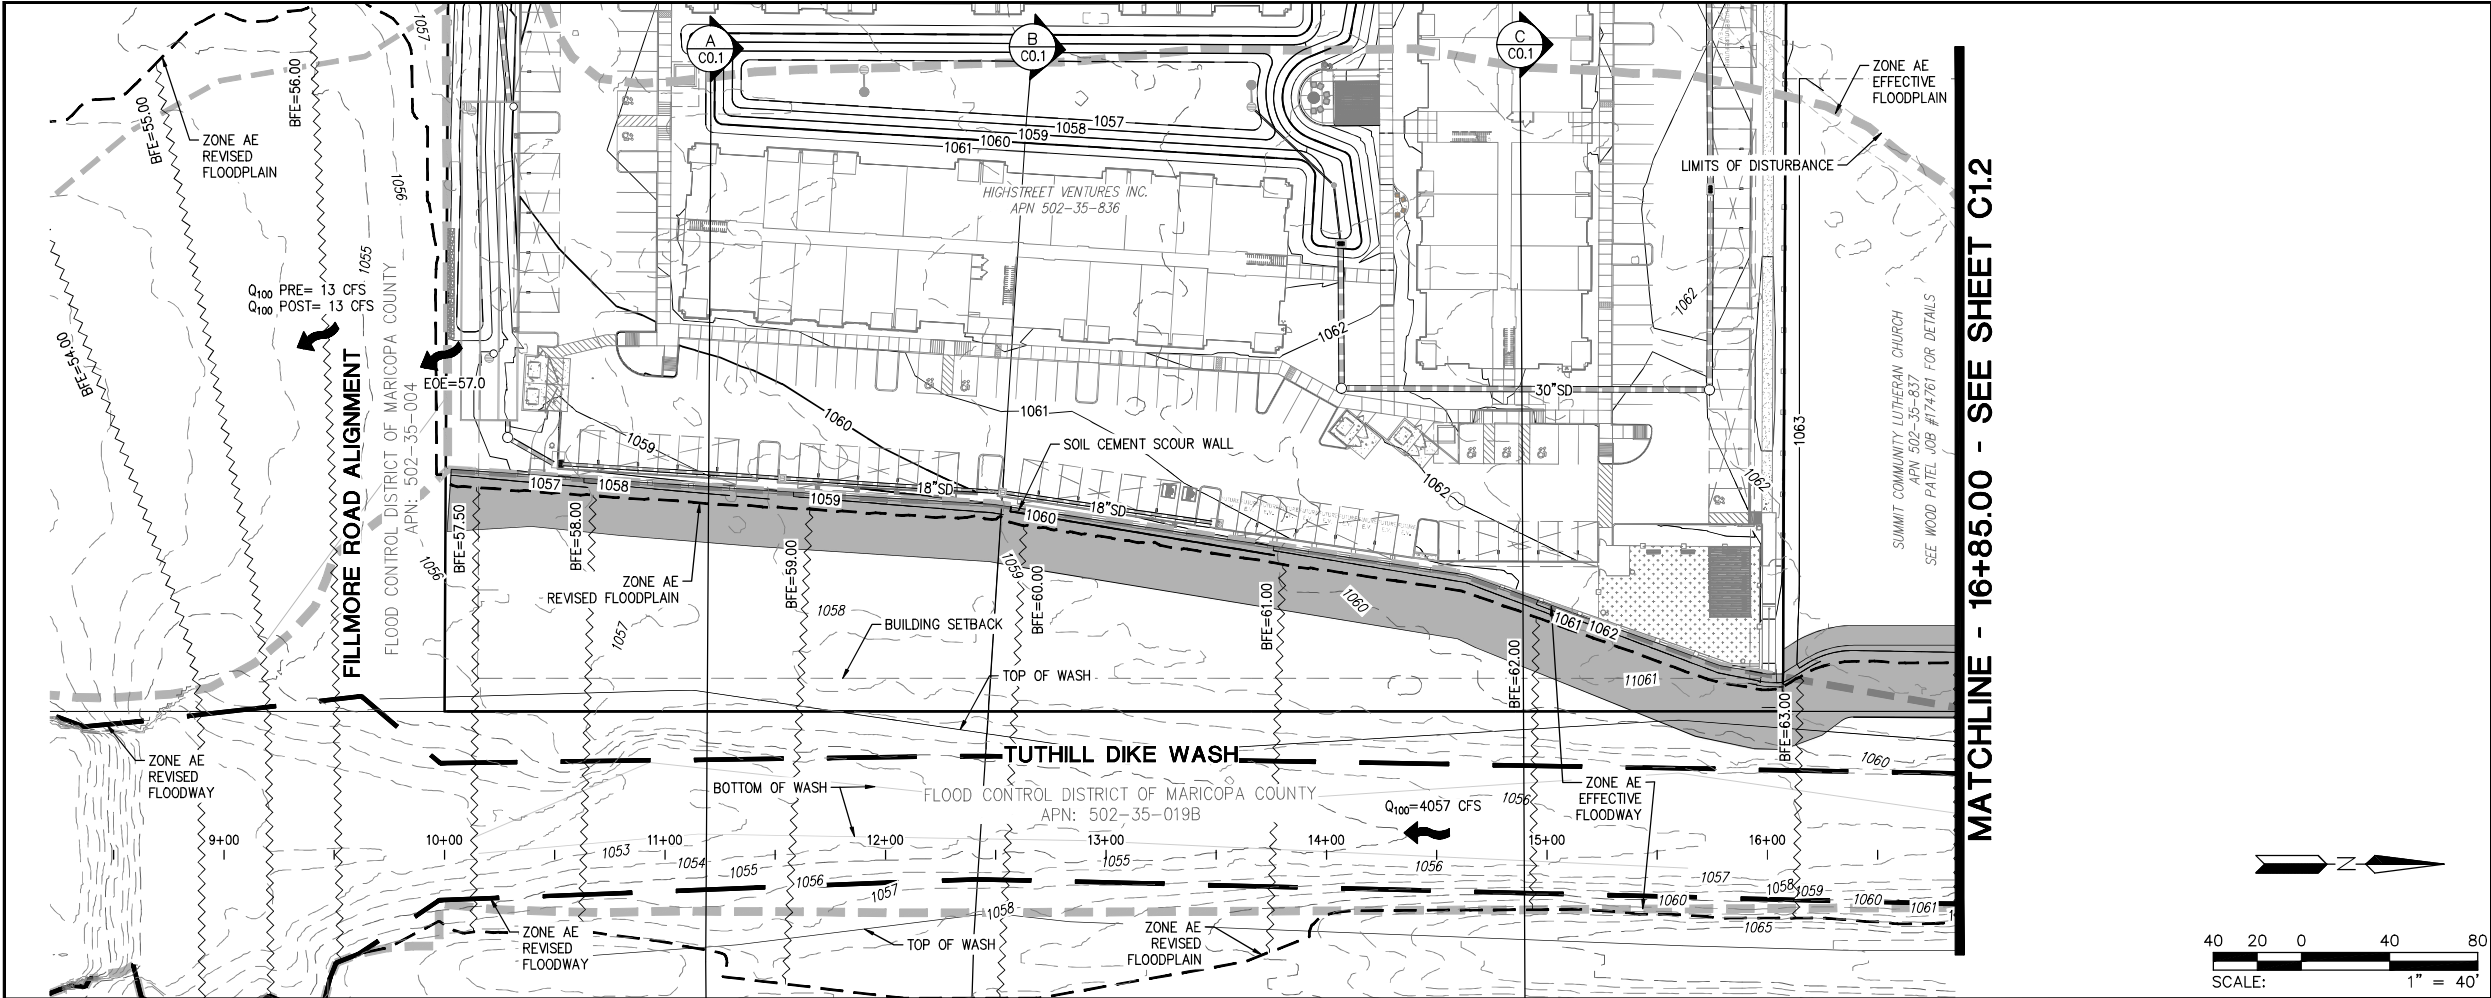 A
C0.1
B
C0.1
C
C0.1
1057
BFE=56.00
BFE=55.00
BFE=54.00
ZONE AE
REVISED
FLOODPLAIN
1056
1055
Q100 PRE= 13 CFS
Q100 POST= 13 CFS
EOE=57.0
FILLMORE ROAD ALIGNMENT
FLOOD CONTROL DISTRICT OF MARICOPA COUNTY
APN: 502-35-004
1056
1057
1058
1059
1060
1061
HIGHSTREET VENTURES INC.
APN 502-35-836
1062
1062
30"SD
1060
1061
1059
SOIL CEMENT SCOUR WALL
1062
1062
1063
ZONE AE
EFFECTIVE
FLOODPLAIN
LIMITS OF DISTURBANCE
SUMMIT COMMUNITY LUTHERAN CHURCH
APN 502-35-837
SEE WOOD PATEL JOB #174761 FOR DETAILS
MATCHLINE - 16+85.00 - SEE SHEET C1.2
1057
1058
1059
18"SD
1060
18"SD
1061
1062
BFE=57.50
BFE=58.00
BFE=59.00
BFE=60.00
BFE=61.00
BFE=62.00
BFE=63.00
ZONE AE
REVISED FLOODPLAIN
1057
1058
1059
1060
11061
BUILDING SETBACK
TOP OF WASH
TUTHILL DIKE WASH
ZONE AE
REVISED
FLOODWAY
BOTTOM OF WASH
FLOOD CONTROL DISTRICT OF MARICOPA COUNTY
APN: 502-35-019B
Q100=4057 CFS
1056
ZONE AE
EFFECTIVE
FLOODWAY
1060
9+00
10+00
11+00
12+00
13+00
14+00
15+00
16+00
1053
1054
1055
1056
1057
1058
1055
1056
1057
1058
1059
1060
1060
1061
1065
ZONE AE
REVISED
FLOODWAY
TOP OF WASH
ZONE AE
REVISED
FLOODPLAIN
N
40 20 0 40 80
SCALE: 1" = 40'